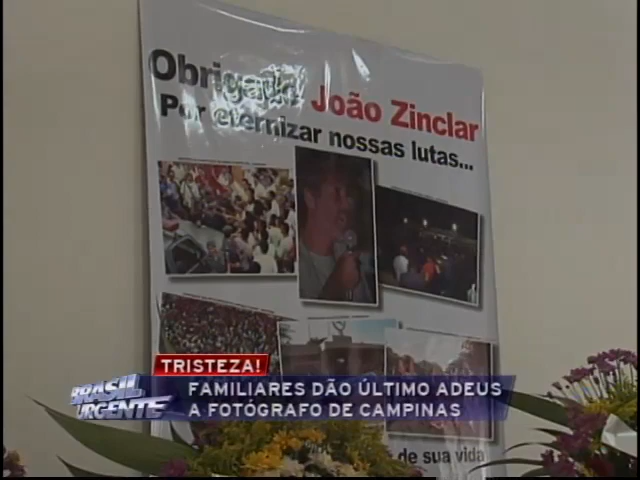 Obrigado João Zinclar
Por eternizar nossas lutas...
TRISTEZA!
BRASIL URGENTE
FAMILIARES DÃO ÚLTIMO ADEUS
A FOTÓGRAFO DE CAMPINAS
de sua vida